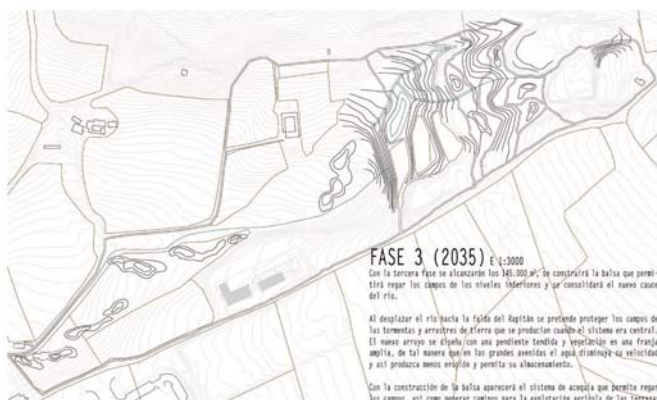 FASE 3 (2035) E 1:3000
Con la tercera fase se alcanzarán los 145.000 m², se construirá la balsa que permi-
tirá regar los campos de los niveles inferiores y se consolidará el nuevo cauce
del río.
Al desplazar el río hacia la falda del Rapitán se pretende proteger los campos de
las tormentas y arrastres de tierra que se producían cuando el sistema era central.
El nuevo arroyo se diseña con una pendiente tendida y vegetación en una franja
amplia, de tal manera que en las grandes avenidas el agua disminuya su velocidad
y así produzca menos erosión y permita su almacenamiento.
Con la construcción de la balsa aparecerá el sistema de acequia que permite regar
los campos, así como generar caminos para la explotación agrícola de las terrazas